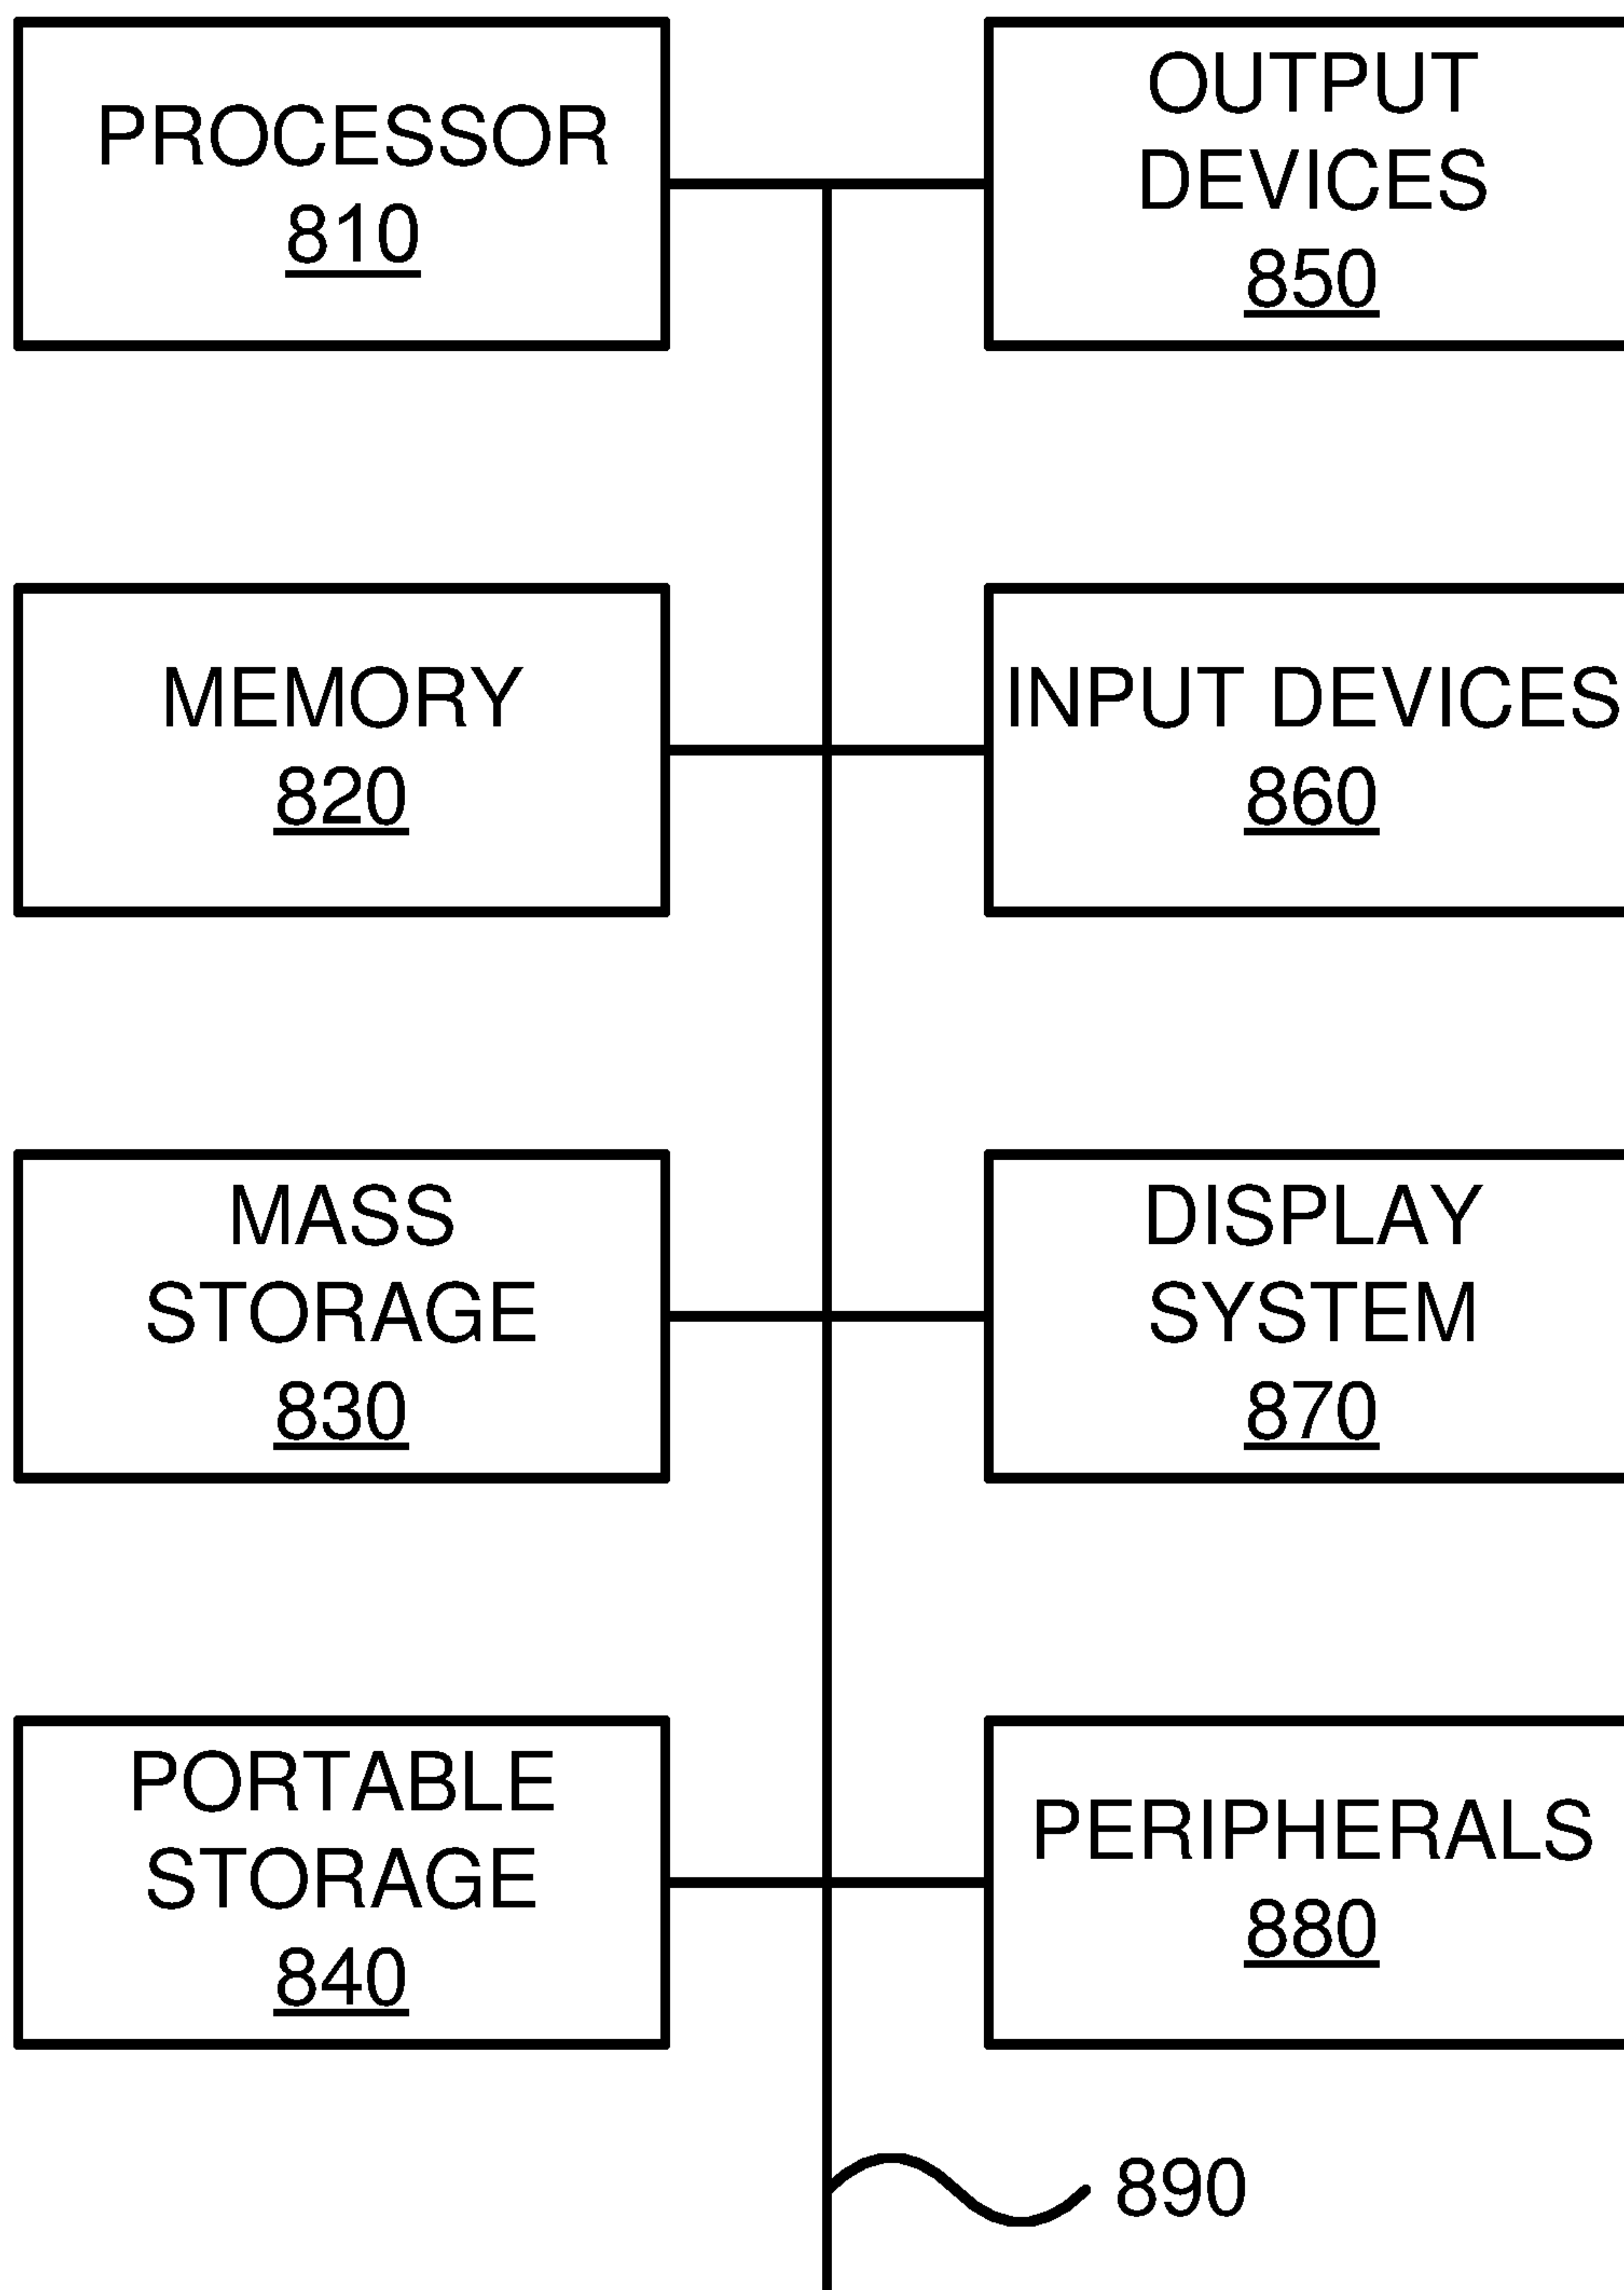 PROCESSOR
810
OUTPUT
DEVICES
850
MEMORY
820
INPUT DEVICES
860
MASS
STORAGE
830
DISPLAY
SYSTEM
870
PORTABLE
STORAGE
840
PERIPHERALS
880
890